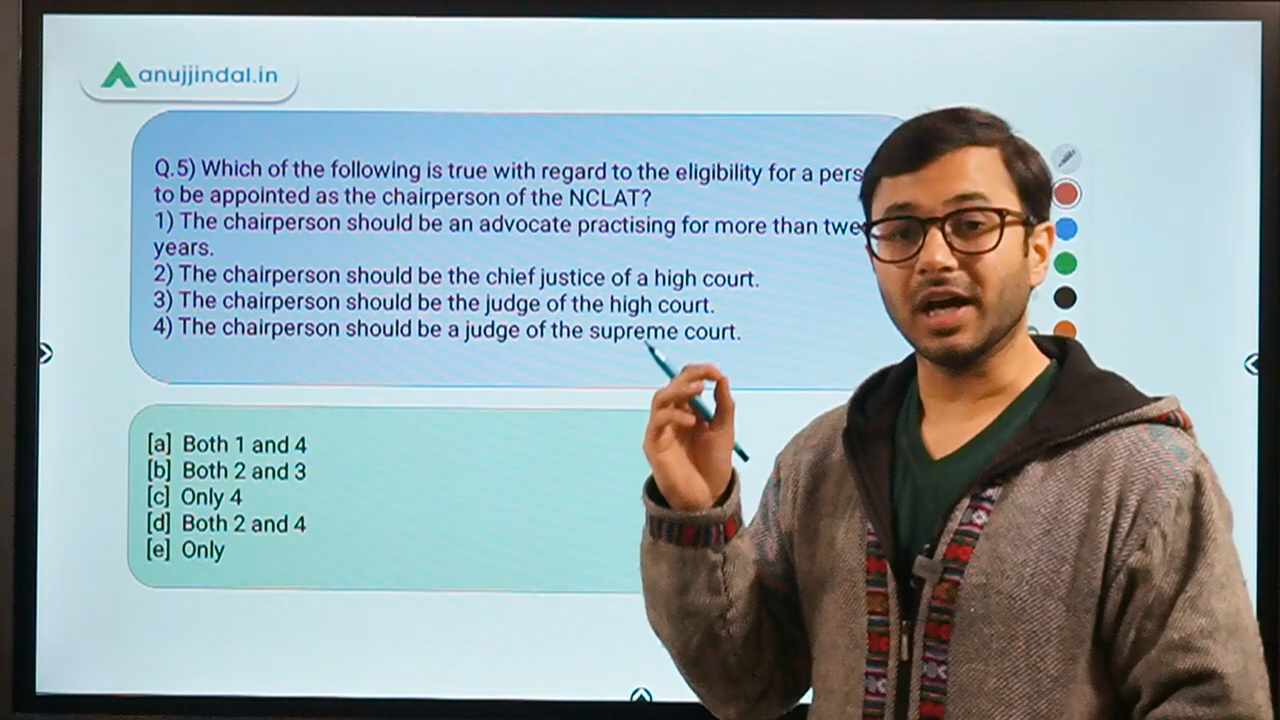 anujjindal.in
Q.5) Which of the following is true with regard to the eligibility for a
to be appointed as the chairperson of the NCLAT?
1) The chairperson should be an advocate practising for more than
years.
2) The chairperson should be the chief justice of a high court.
3) The chairperson should be the judge of the high court.
4) The chairperson should be a judge of the supreme court.
[a] Both 1 and 4
[b] Both 2 and 3
[c] Only 4
[d] Both 2 and 4
[e] Only